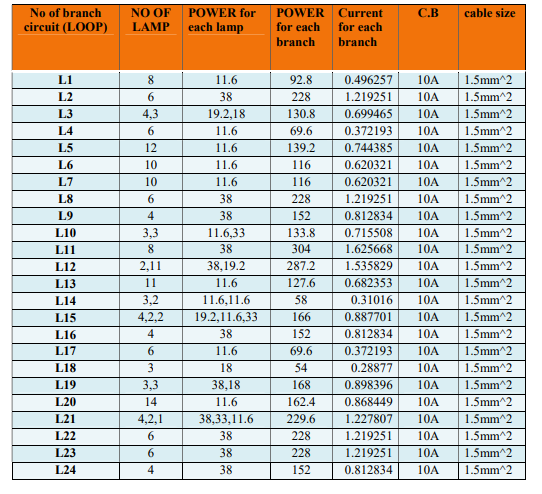 No of branch circuit (LOOP) NO OF LAMP POWER for each lamp POWER for each branch Current for each branch C.B cable size
L1 8 11.6 92.8 0.496257 10A 1.5mm^2
L2 6 38 228 1.219251 10A 1.5mm^2
L3 4,3 19.2,18 130.8 0.699465 10A 1.5mm^2
L4 6 11.6 69.6 0.372193 10A 1.5mm^2
L5 12 11.6 139.2 0.744385 10A 1.5mm^2
L6 10 11.6 116 0.620321 10A 1.5mm^2
L7 10 11.6 116 0.620321 10A 1.5mm^2
L8 6 38 228 1.219251 10A 1.5mm^2
L9 4 38 152 0.812834 10A 1.5mm^2
L10 3,3 11.6,33 133.8 0.715508 10A 1.5mm^2
L11 8 38 304 1.625668 10A 1.5mm^2
L12 2,11 38,19.2 287.2 1.535829 10A 1.5mm^2
L13 11 11.6 127.6 0.682353 10A 1.5mm^2
L14 3,2 11.6,11.6 58 0.31016 10A 1.5mm^2
L15 4,2,2 19.2,11.6,33 166 0.887701 10A 1.5mm^2
L16 4 38 152 0.812834 10A 1.5mm^2
L17 6 11.6 69.6 0.372193 10A 1.5mm^2
L18 3 18 54 0.28877 10A 1.5mm^2
L19 3,3 38,18 168 0.898396 10A 1.5mm^2
L20 14 11.6 162.4 0.868449 10A 1.5mm^2
L21 4,2,1 38,33,11.6 229.6 1.227807 10A 1.5mm^2
L22 6 38 228 1.219251 10A 1.5mm^2
L23 6 38 228 1.219251 10A 1.5mm^2
L24 4 38 152 0.812834 10A 1.5mm^2